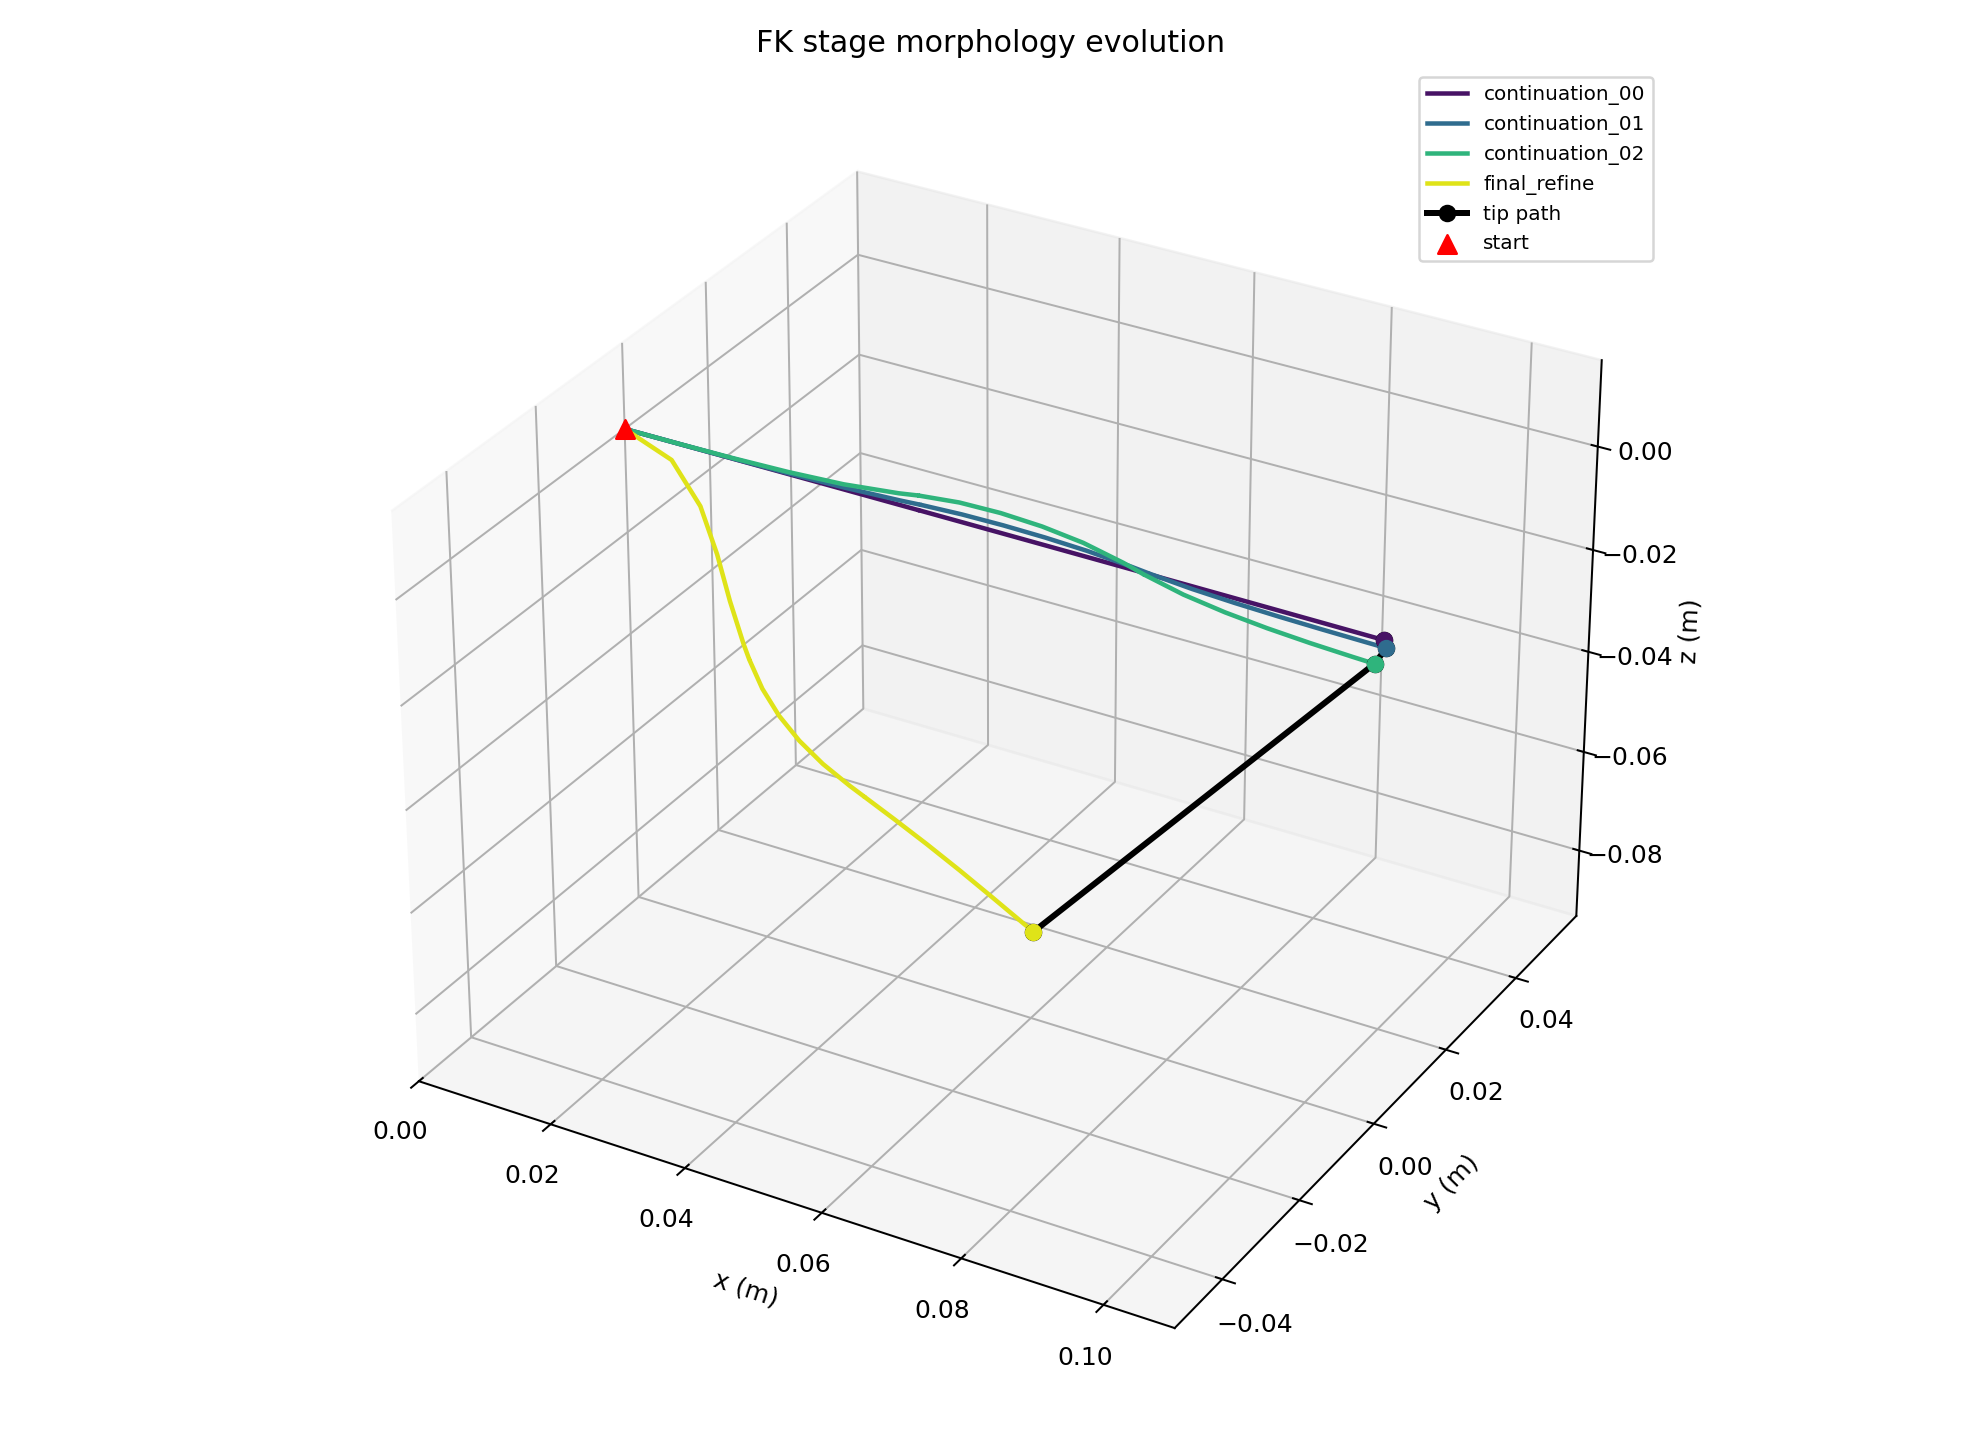 FK stage morphology evolution
continuation_00
continuation_01
continuation_02
final_refine
tip path
start
0.00
−0.02
−0.04
−0.06
−0.08
z (m)
0.04
0.02
0.00
−0.02
−0.04
y (m)
0.00
0.02
0.04
0.06
0.08
0.10
x (m)